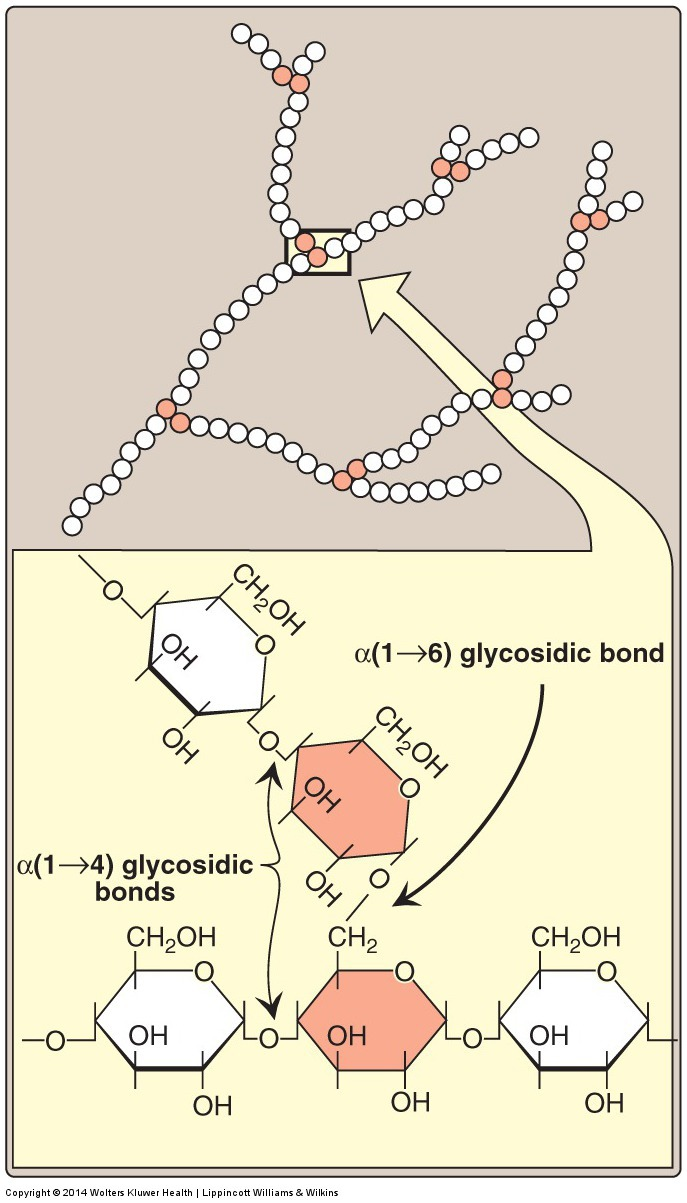 CH2OH
O
O
OH
OH
α(1→6) glycosidic bond
O
CH2OH
O
OH
OH
O
α(1→4) glycosidic
bonds
CH2OH
CH2
CH2OH
O
O
O
O
OH
O
OH
O
OH
OH
OH
OH
Copyright © 2014 Wolters Kluwer Health | Lippincott Williams & Wilkins